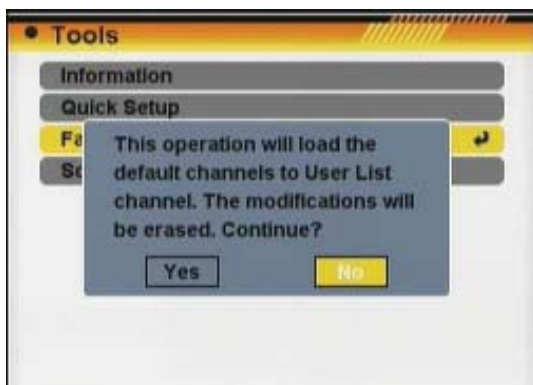 Tools
Information
Quick Setup
Fa
This operation will load the
default channels to User List
channel. The modifications will
be erased. Continue?
Yes
No